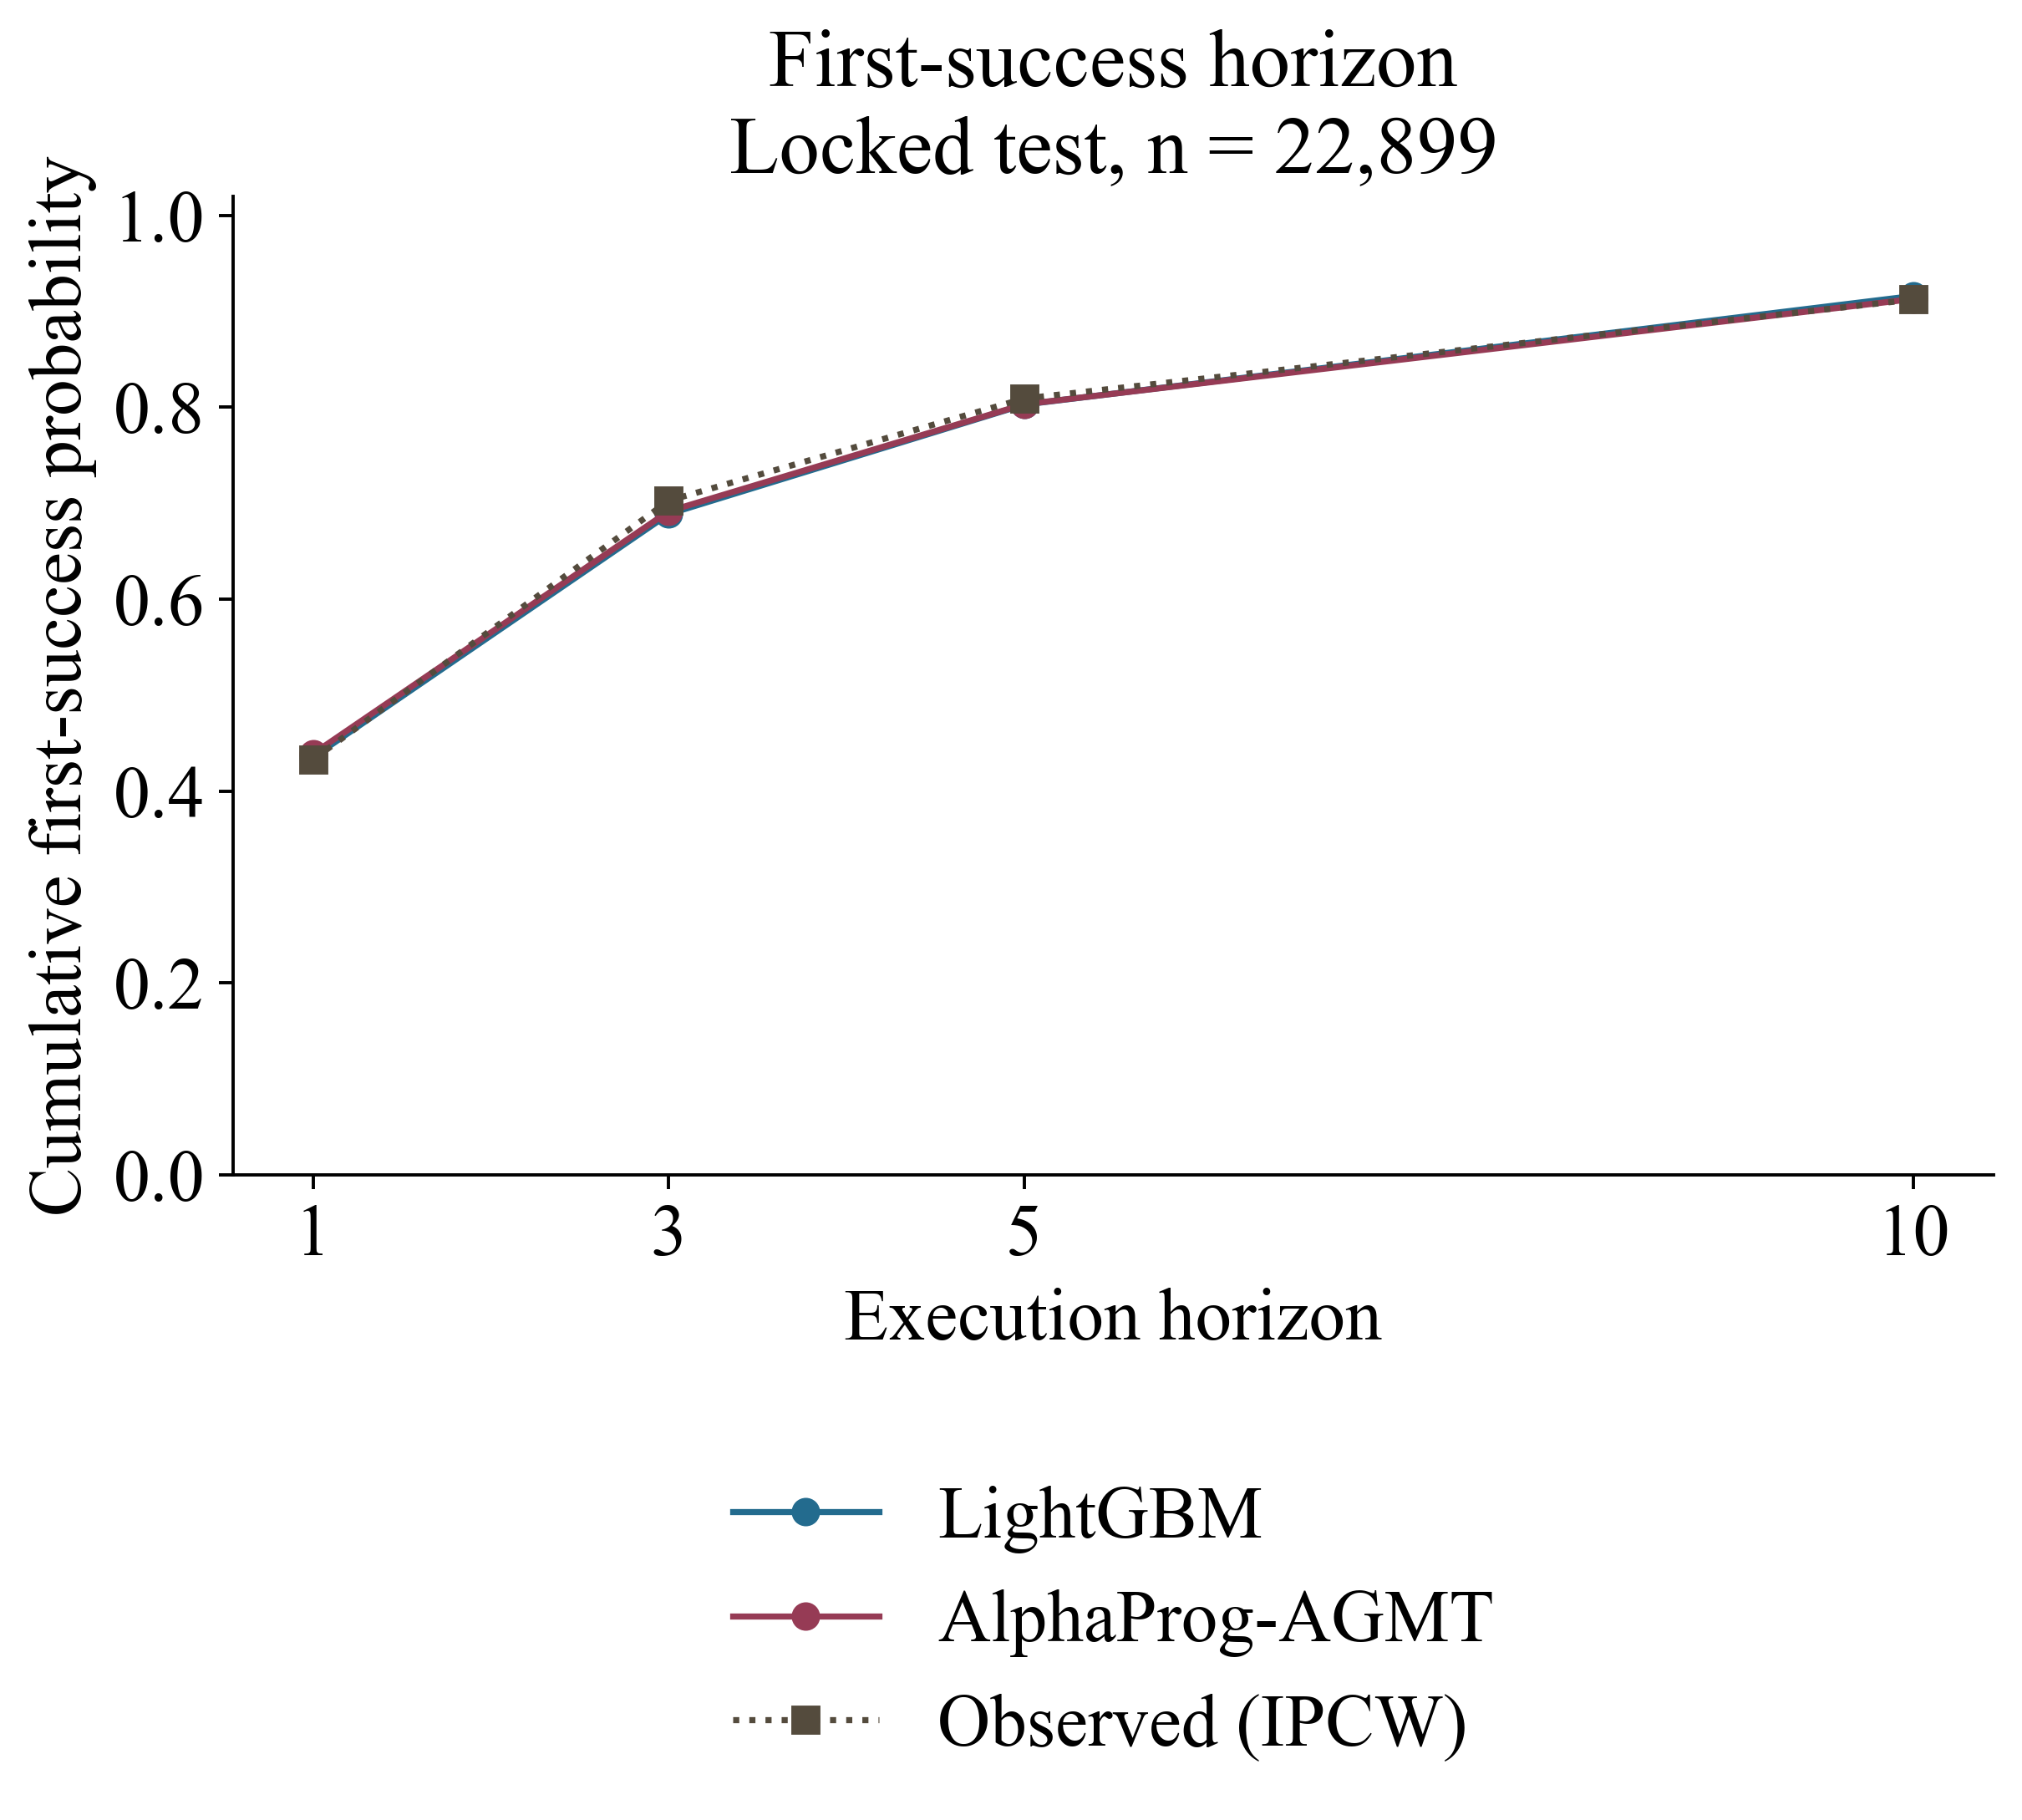 First-success horizon
Locked test, n = 22,899
Cumulative first-success probability
1.0
0.8
0.6
0.4
0.2
0.0
1 3 5 10
Execution horizon
LightGBM
AlphaProg-AGMT
Observed (IPCW)